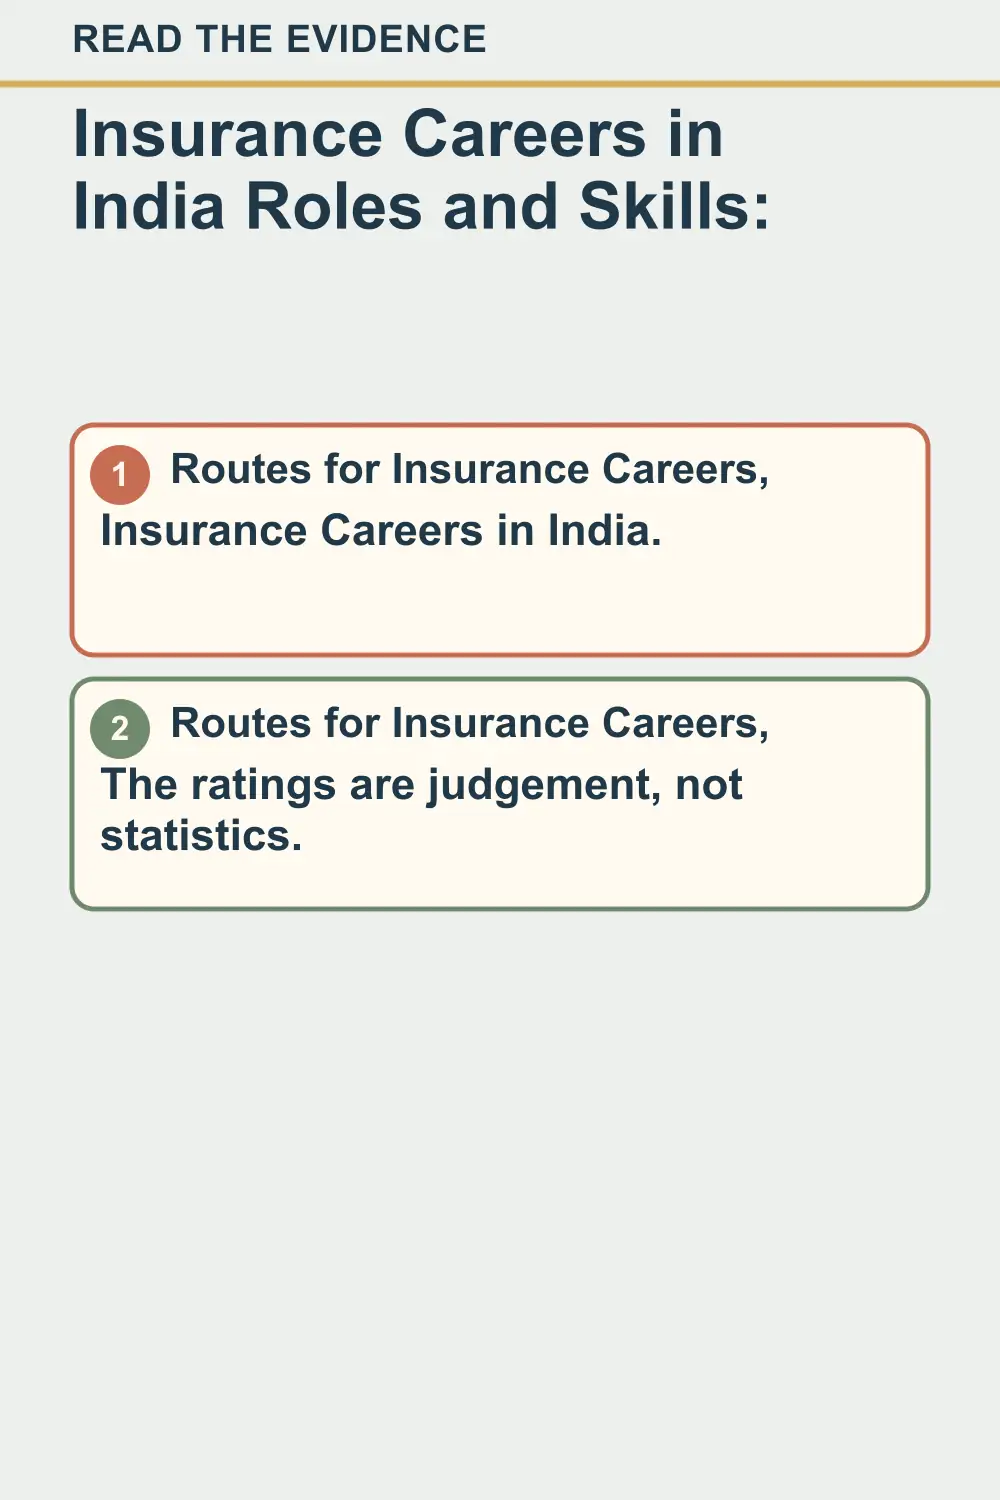 READ THE EVIDENCE
Insurance Careers in
India Roles and Skills:
1 Routes for Insurance Careers,
Insurance Careers in India.
2 Routes for Insurance Careers,
The ratings are judgement, not
statistics.